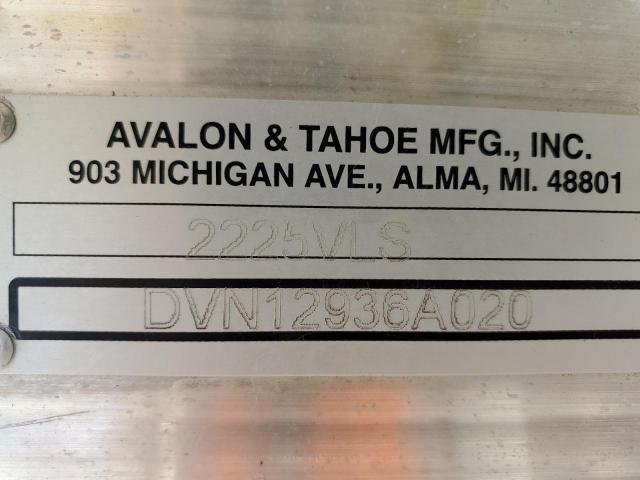 AVALON & TAHOE MFG., INC.
903 MICHIGAN AVE., ALMA, MI. 48801
2225VLS
DVN12936A020